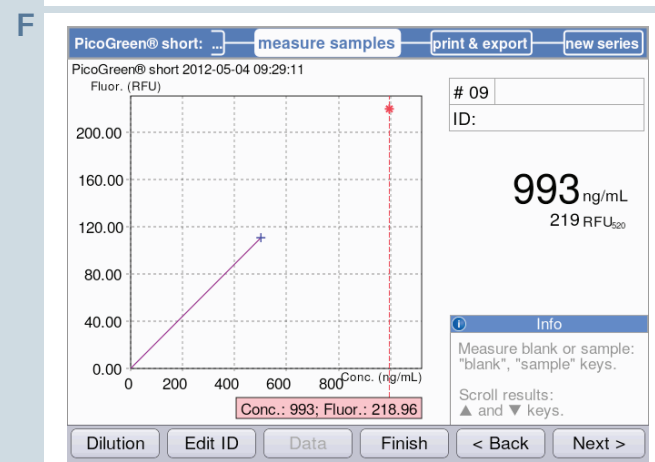 F
PicoGreen® short: ... measure samples print & export new series
PicoGreen® short 2012-05-04 09:29:11
Fluor. (RFU)
200.00
160.00
120.00
80.00
40.00
0.00
0 200 400 600 800 Conc. (ng/mL)
Conc.: 993; Fluor.: 218.96
# 09
ID:
993 ng/mL
219 RFU520
i Info
Measure blank or sample:
"blank", "sample" keys.
Scroll results:
▲ and ▼ keys.
Dilution Edit ID Data Finish < Back Next >